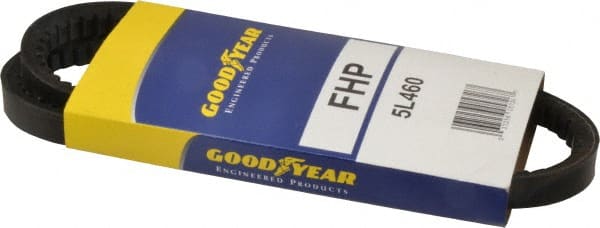 GOODYEAR
ENGINEERED PRODUCTS
FHP
5L460
GOODYEAR
ENGINEERED PRODUCTS